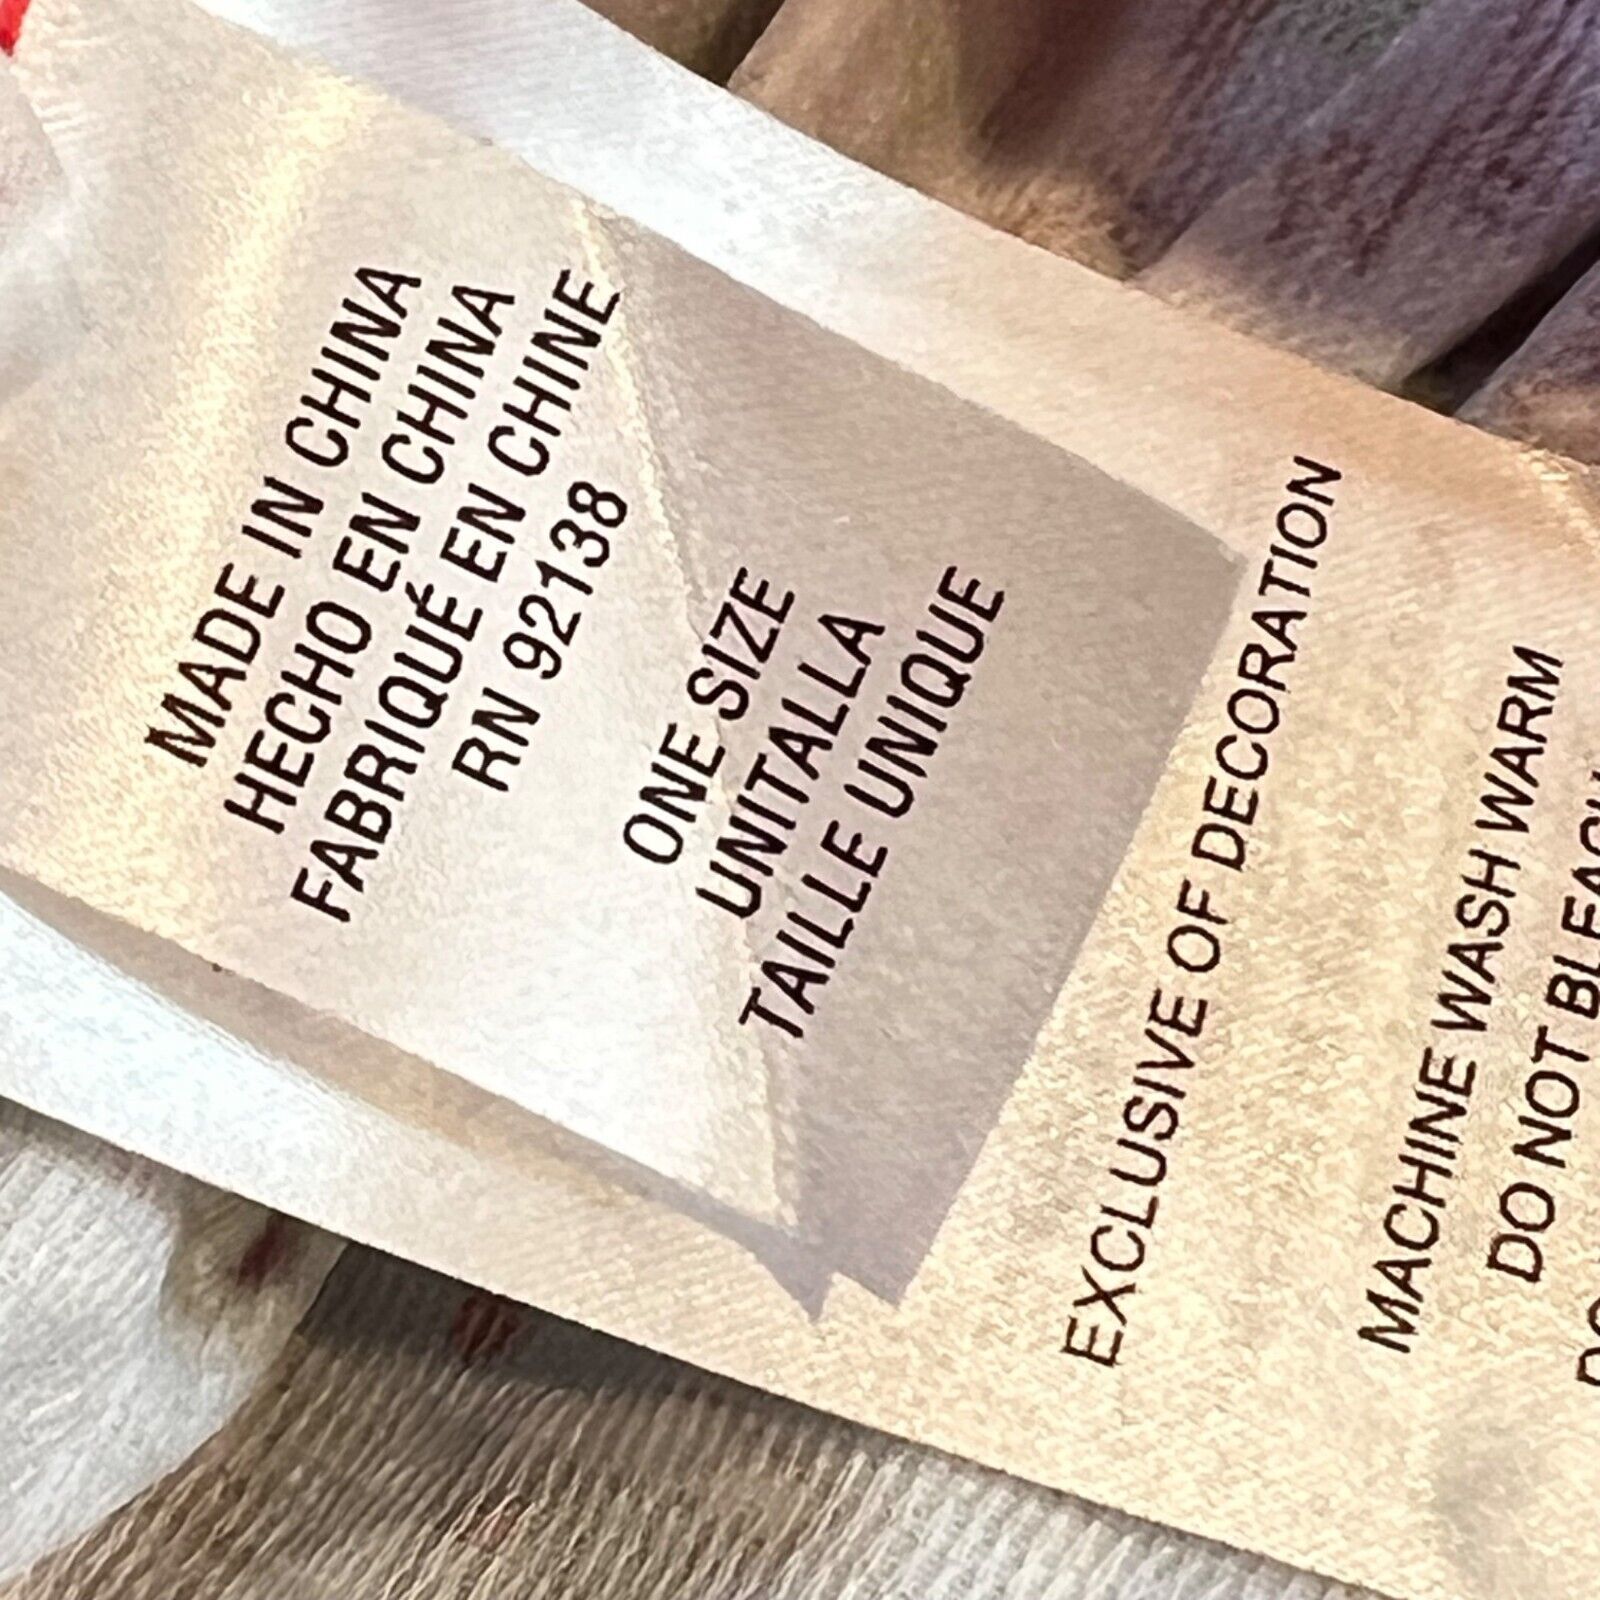 MADE IN CHINA
HECHO EN CHINA
FABRIQUÉ EN CHINE
RN 92138
ONE SIZE
UNITALLA
TAILLE UNIQUE
EXCLUSIVE OF DECORATION
MACHINE WASH WARM
DO NOT BLEACH